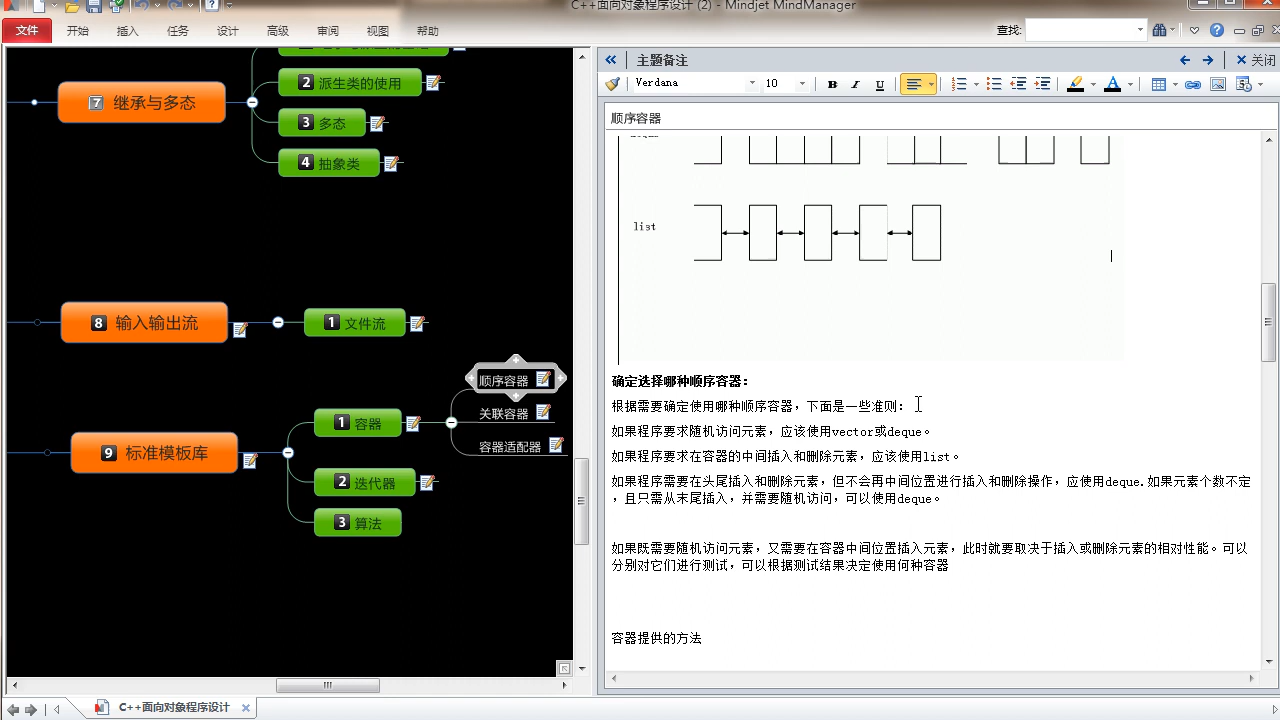 C++面向对象程序设计 (2) - Mindjet MindManager
文件
开始
插入
任务
设计
高级
审阅
视图
帮助
查找:
7 继承与多态
2 派生类的使用
3 多态
4 抽象类
8 输入输出流
1 文件流
9 标准模板库
1 容器
顺序容器
关联容器
容器适配器
2 迭代器
3 算法
C++面向对象程序设计
主题备注
关闭
Verdana
10
B I U
顺序容器
list
确定选择哪种顺序容器：
根据需要确定使用哪种顺序容器，下面是一些准则：
如果程序要求随机访问元素，应该使用vector或deque。
如果程序要求在容器的中间插入和删除元素，应该使用list。
如果程序需要在头尾插入和删除元素，但不会再中间位置进行插入和删除操作，应使用deque.如果元素个数不定
，且只需从末尾插入，并需要随机访问，可以使用deque。
如果既需要随机访问元素，又需要在容器中间位置插入元素，此时就要取决于插入或删除元素的相对性能。可以
分别对它们进行测试，可以根据测试结果决定使用何种容器
容器提供的方法